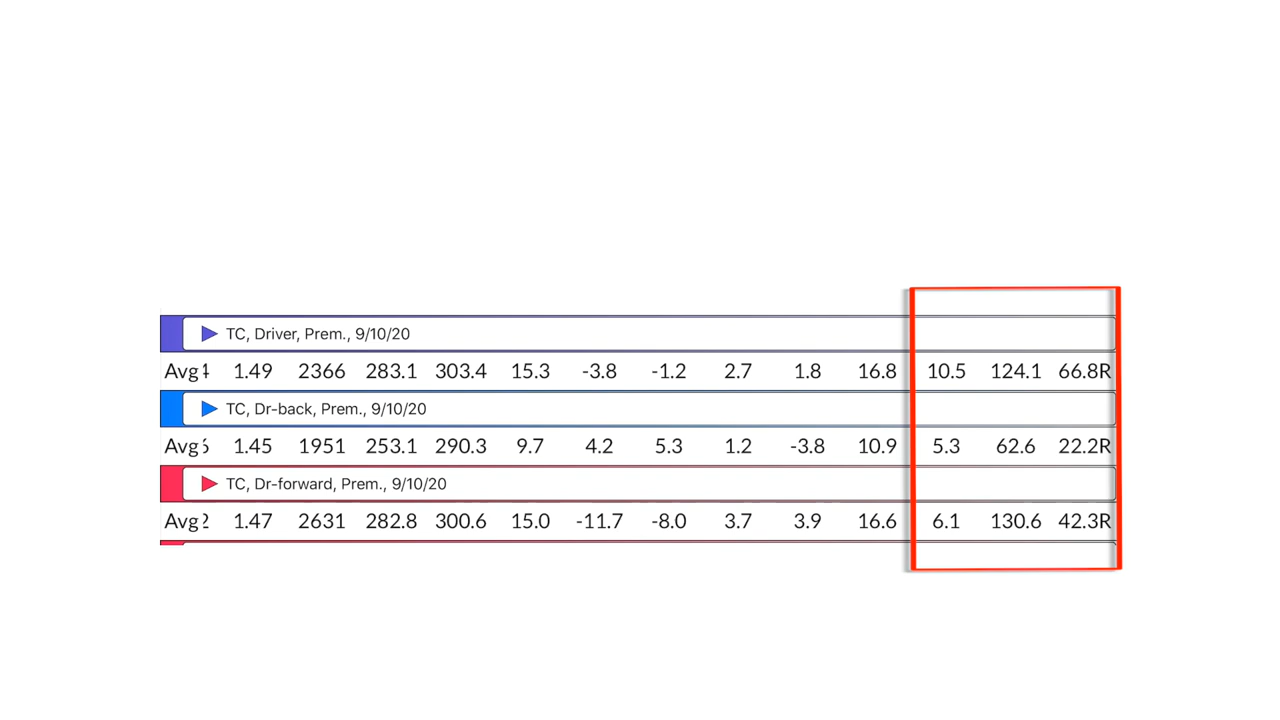 TC, Driver, Prem., 9/10/20
Avg 1.49 2366 283.1 303.4 15.3 -3.8 -1.2 2.7 1.8 16.8 10.5 124.1 66.8R
TC, Dr-back, Prem., 9/10/20
Avg 1.45 1951 253.1 290.3 9.7 4.2 5.3 1.2 -3.8 10.9 5.3 62.6 22.2R
TC, Dr-forward, Prem., 9/10/20
Avg 1.47 2631 282.8 300.6 15.0 -11.7 -8.0 3.7 3.9 16.6 6.1 130.6 42.3R